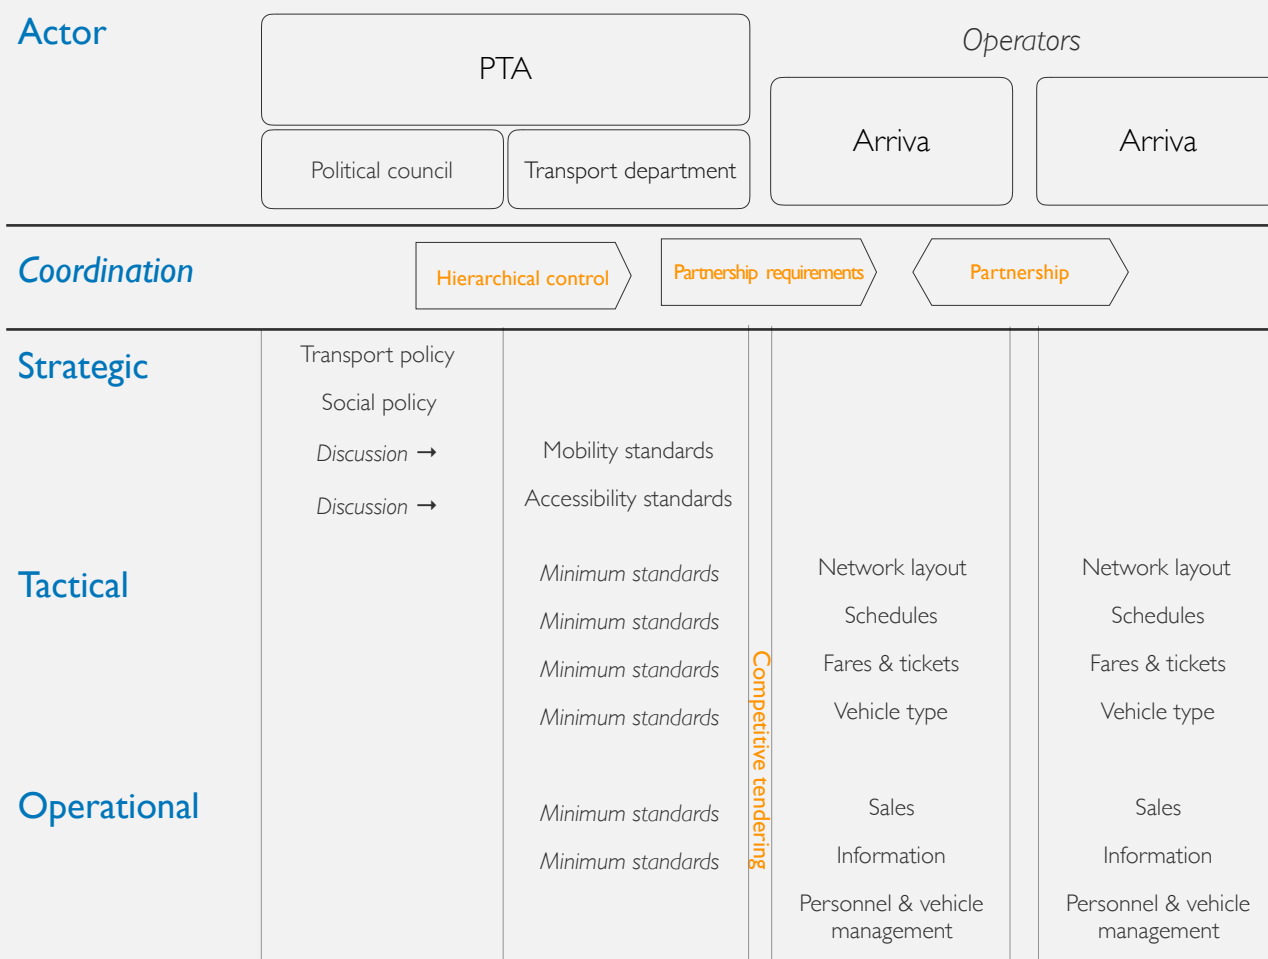 Actor
PTA
Operators
Political council
Transport department
Arriva
Arriva
Coordination
Hierarchical control
Partnership requirements
Partnership
Strategic
Transport policy
Social policy
Discussion →
Mobility standards
Discussion →
Accessibility standards
Tactical
Minimum standards
Network layout
Network layout
Minimum standards
Schedules
Schedules
Minimum standards
Fares & tickets
Fares & tickets
Minimum standards
Vehicle type
Vehicle type
Competitive tendering
Operational
Minimum standards
Sales
Sales
Minimum standards
Information
Information
Personnel & vehicle
management
Personnel & vehicle
management